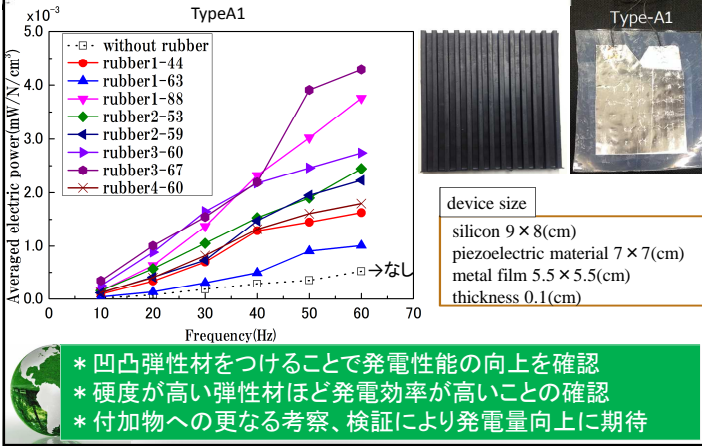 TypeA1
×10⁻³
5.0
4.0
3.0
2.0
1.0
0.0
Averaged electric power(mW/N/cm³)
without rubber
rubber1-44
rubber1-63
rubber1-88
rubber2-53
rubber2-59
rubber3-60
rubber3-67
rubber4-60
→なし
0 10 20 30 40 50 60 70
Frequency(Hz)
Type-A1
device size
silicon 9×8(cm)
piezoelectric material 7×7(cm)
metal film 5.5×5.5(cm)
thickness 0.1(cm)
＊凹凸弾性材をつけることで発電性能の向上を確認
＊硬度が高い弾性材ほど発電効率が高いことの確認
＊付加物への更なる考察、検証により発電量向上に期待